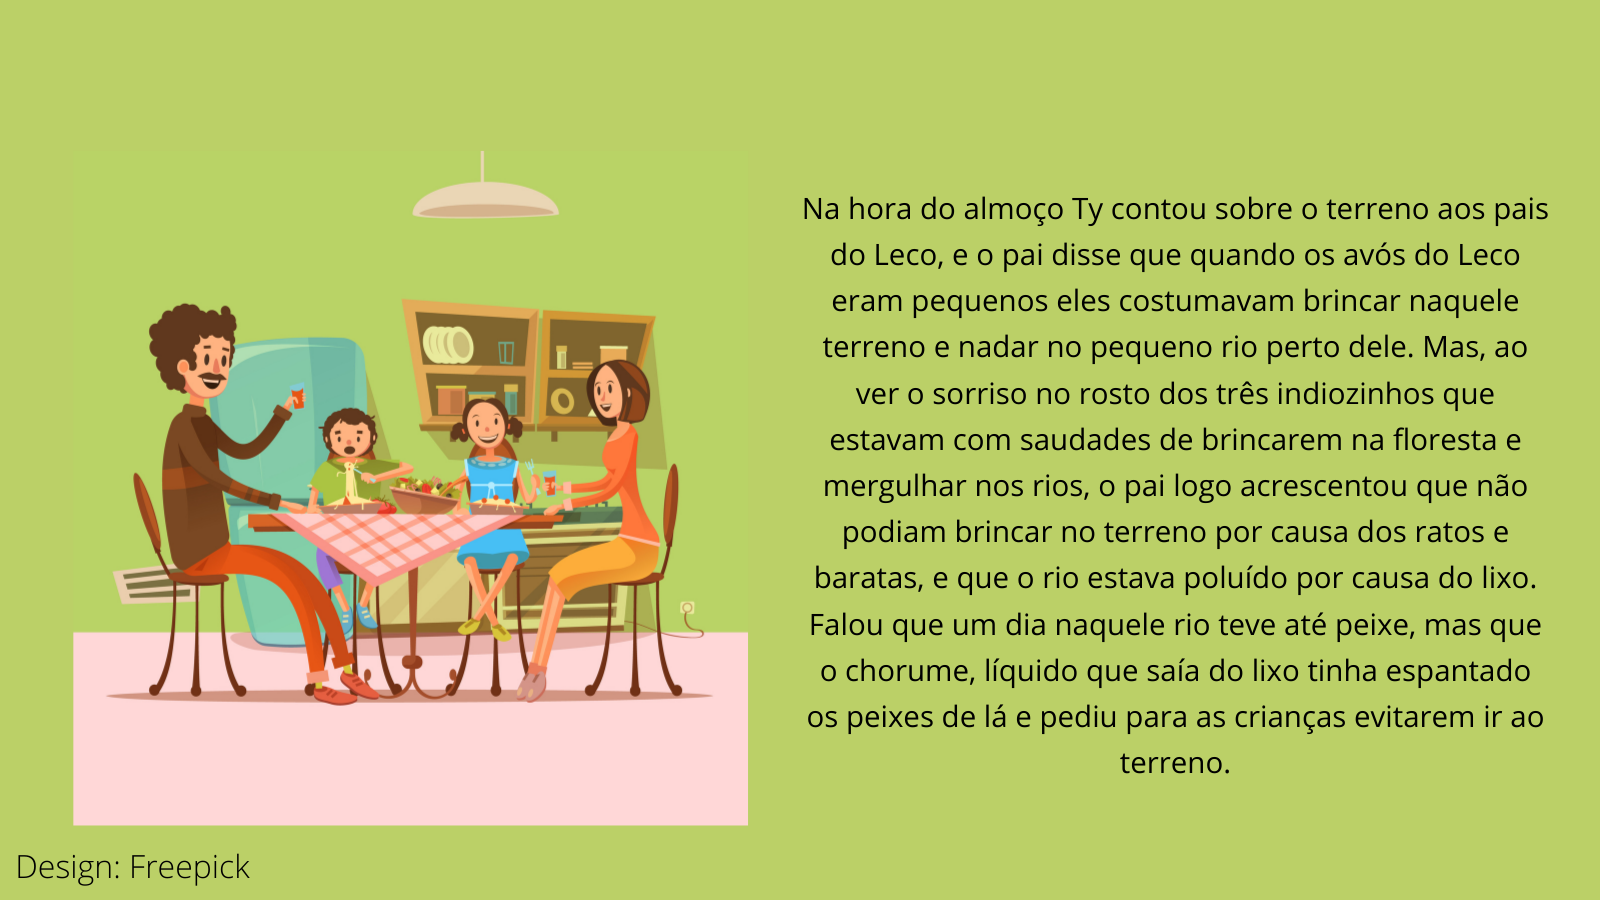 Na hora do almoço Ty contou sobre o terreno aos pais
do Leco, e o pai disse que quando os avós do Leco
eram pequenos eles costumavam brincar naquele
terreno e nadar no pequeno rio perto dele. Mas, ao
ver o sorriso no rosto dos três indiozinhos que
estavam com saudades de brincarem na floresta e
mergulhar nos rios, o pai logo acrescentou que não
podiam brincar no terreno por causa dos ratos e
baratas, e que o rio estava poluído por causa do lixo.
Falou que um dia naquele rio teve até peixe, mas que
o chorume, líquido que saía do lixo tinha espantado
os peixes de lá e pediu para as crianças evitarem ir ao
terreno.
Design: Freepick